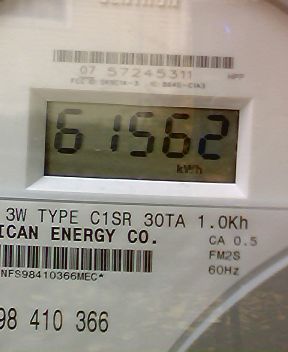 07 57245311 HPF
61562
kWh
3W TYPE C1SR 30TA 1.0Kh
ICAN ENERGY CO.
CA 0.5
FM2S
NFS98410366MEC*
60Hz
98 410 366